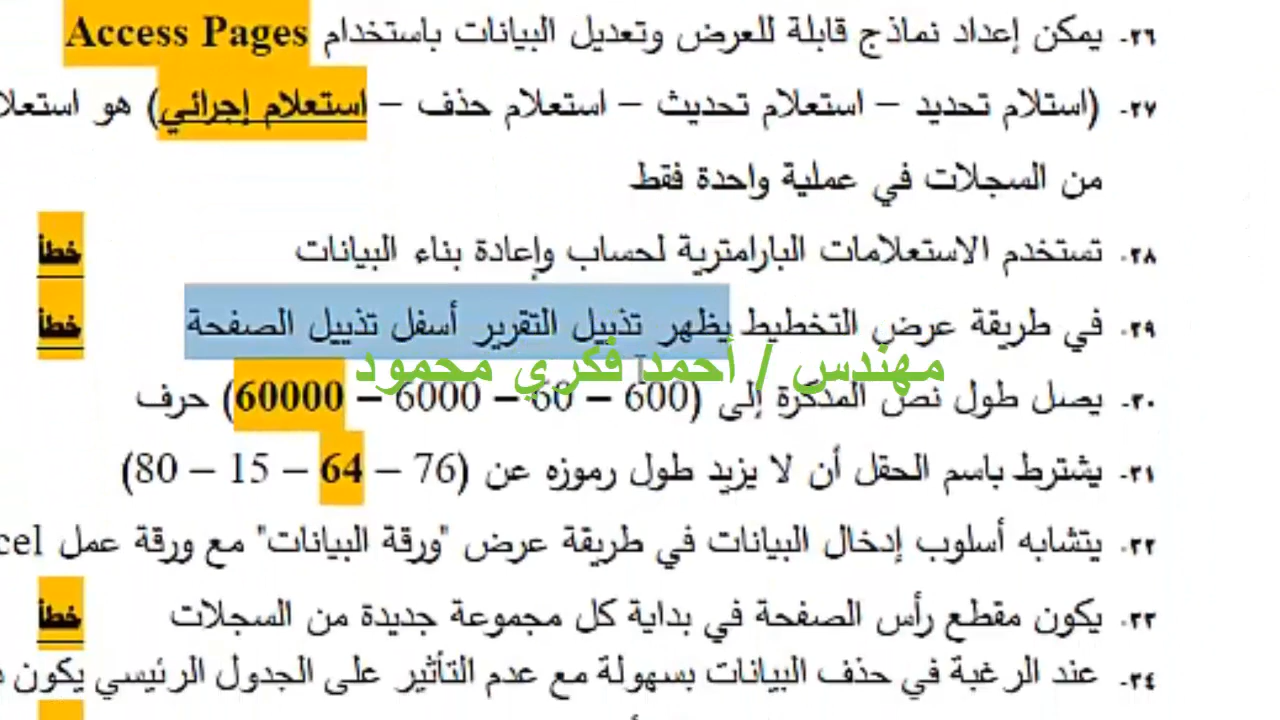 ٢٦- يمكن إعداد نماذج قابلة للعرض وتعديل البيانات باستخدام Access Pages
٢٧- (استلام تحديد – استعلام تحديث – استعلام حذف – استعلام إجرائي) هو
من السجلات في عملية واحدة فقط
٢٨- تستخدم الاستعلامات البارامترية لحساب وإعادة بناء البيانات خطأ
٢٩- في طريقة عرض التخطيط يظهر تذييل التقرير أسفل تذييل الصفحة خطأ
مهندس / أحمد فكري محمود
٣٠- يصل طول نص المذكرة إلى (600 – 60 – 6000 – 60000) حرف
٣١- يشترط باسم الحقل أن لا يزيد طول رموزه عن (76 – 64 – 15 – 80)
٣٢- يتشابه أسلوب إدخال البيانات في طريقة عرض "ورقة البيانات" مع ورقة عمل
٣٣- يكون مقطع رأس الصفحة في بداية كل مجموعة جديدة من السجلات خطأ
٣٤- عند الرغبة في حذف البيانات بسهولة مع عدم التأثير على الجدول الرئيسي يكون